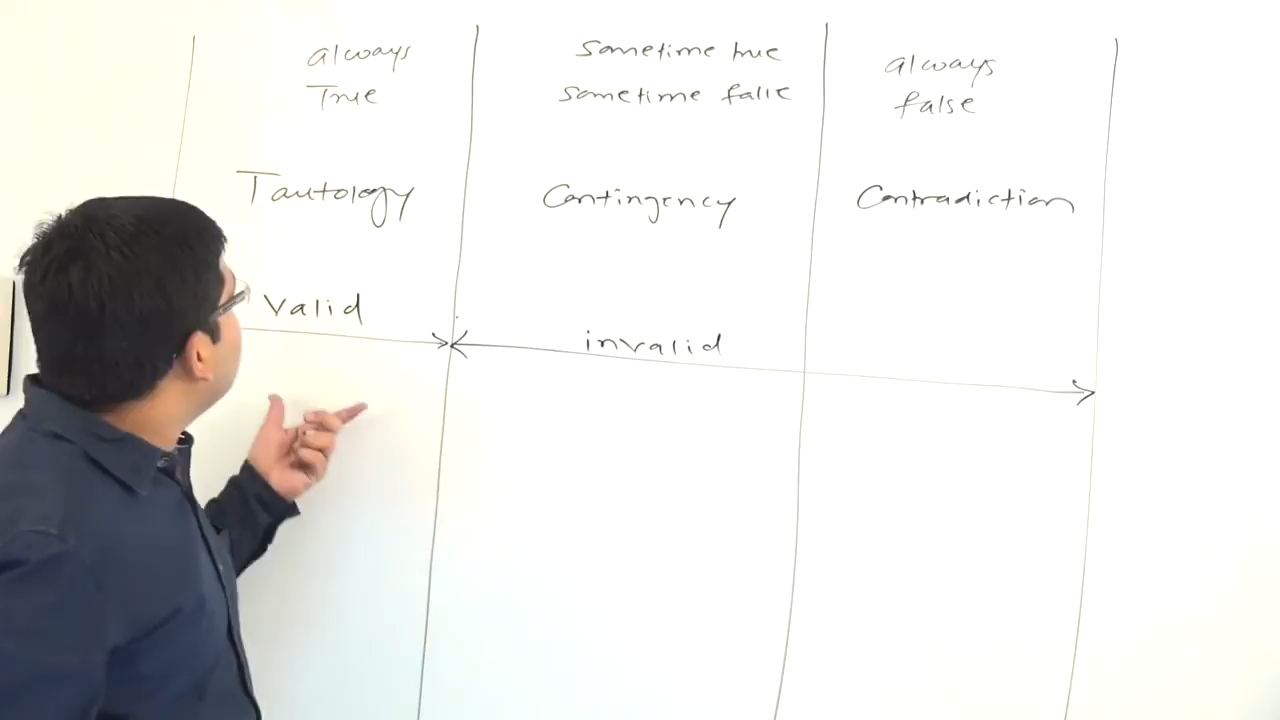 always
True
Tautology
Valid
sometime true
sometime false
Contingency
invalid
always
false
Contradiction